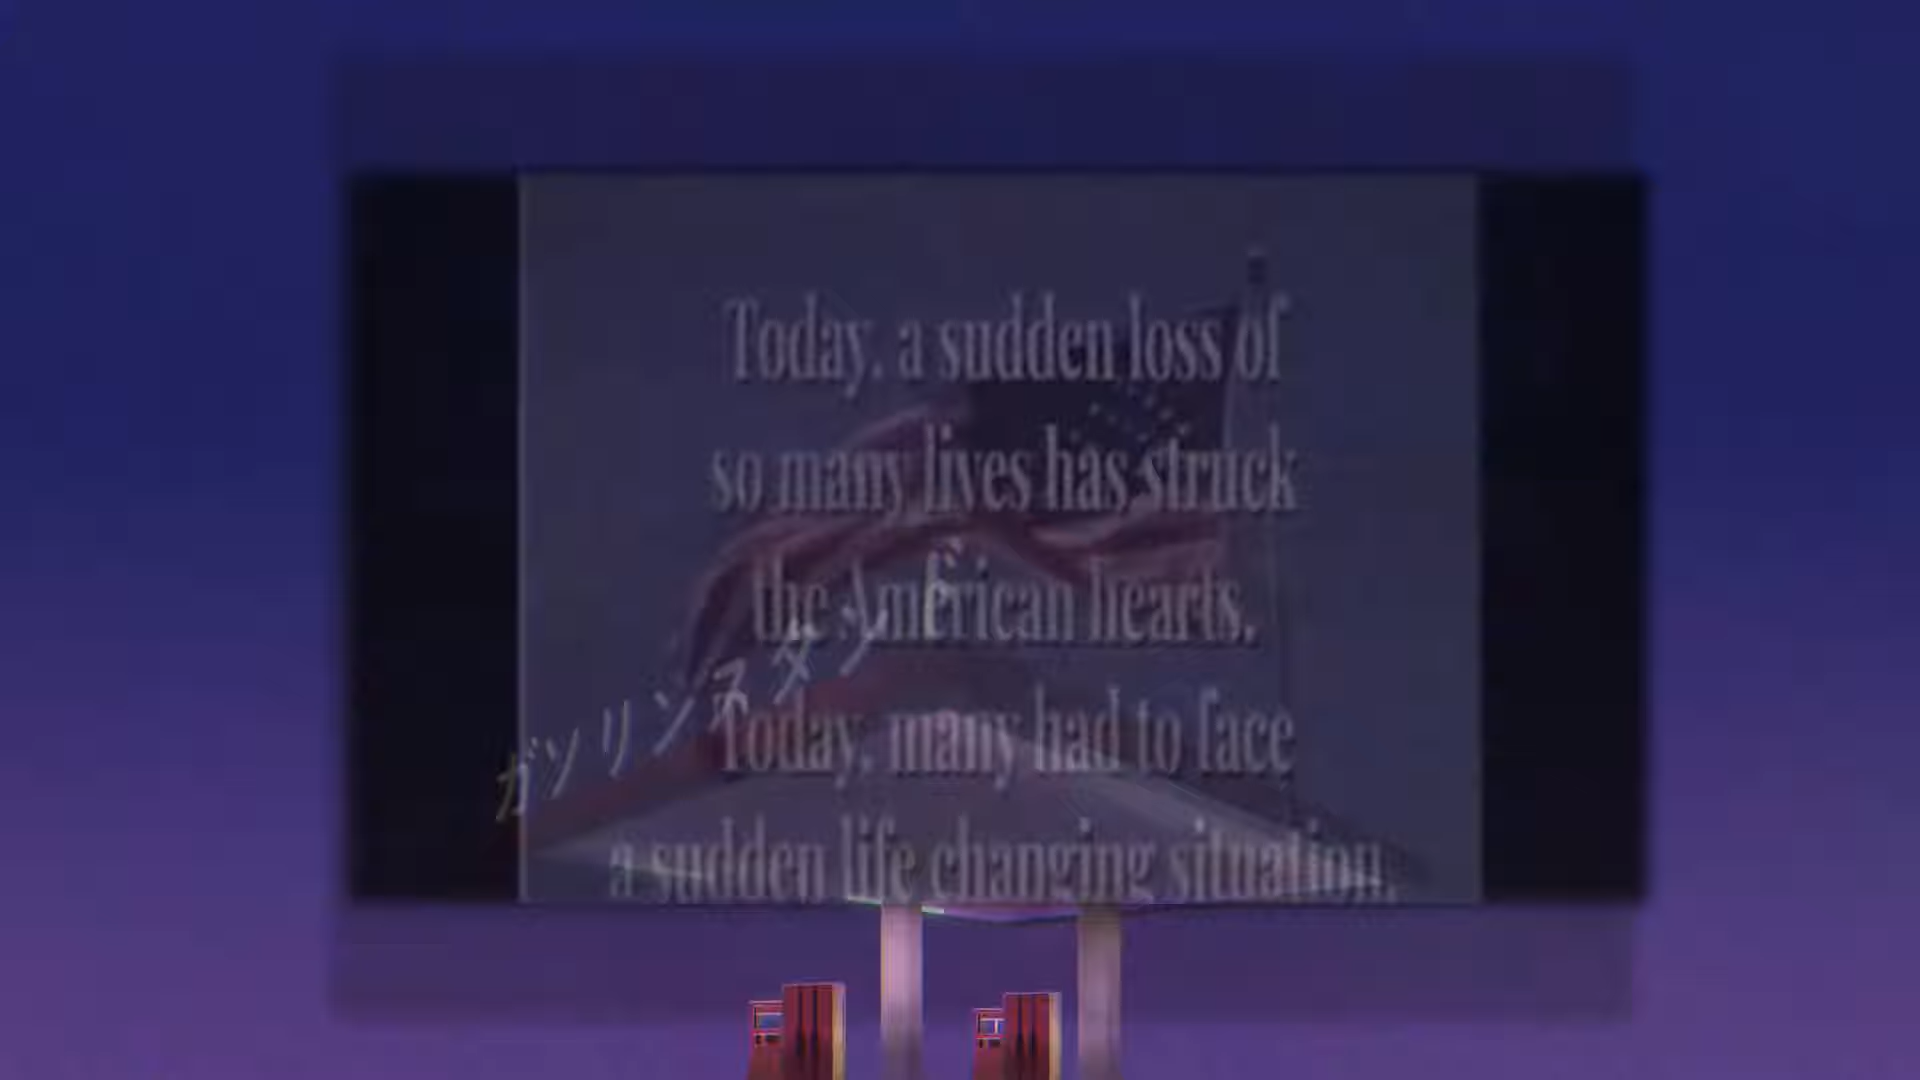 Today, a sudden loss of
so many lives has struck
the American hearts.
Today, many had to face
a sudden life changing situation.
ガソリンスタンド